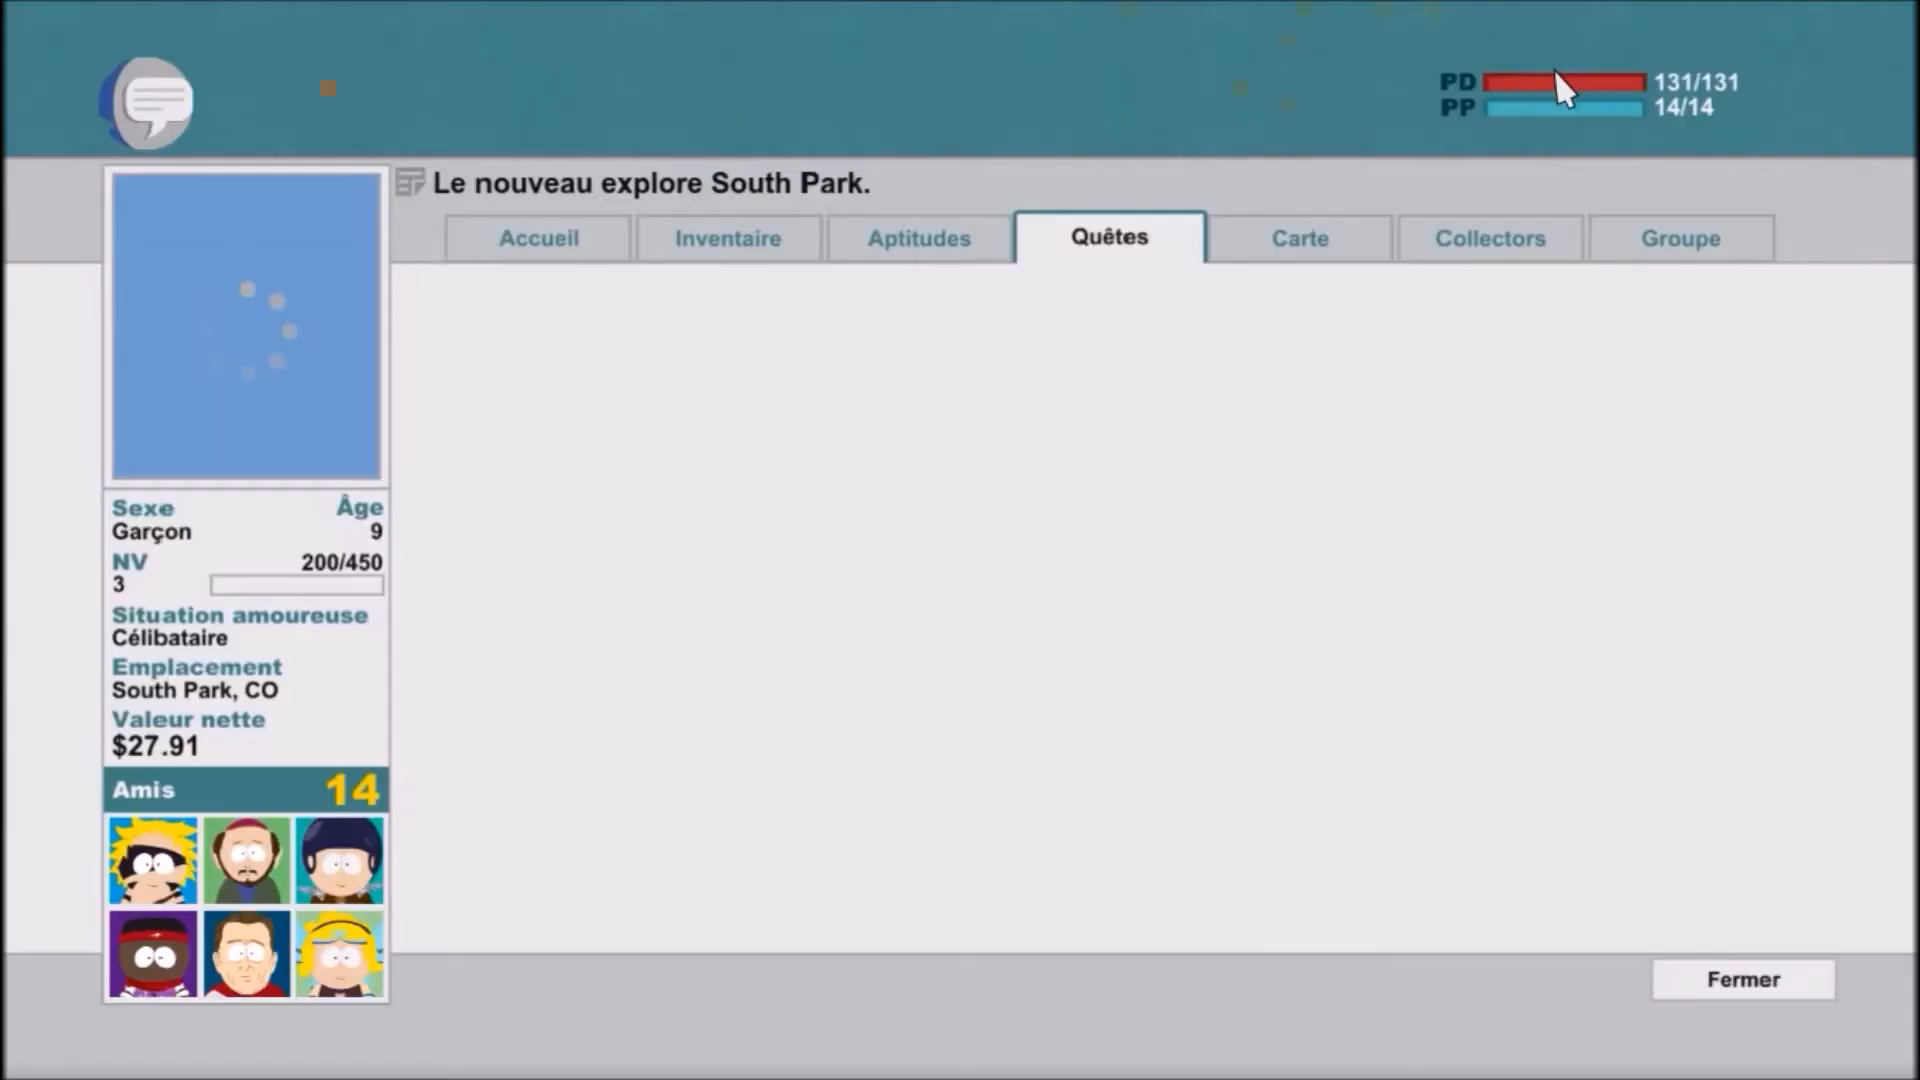 PD 131/131
PP 14/14
Le nouveau explore South Park.
Accueil Inventaire Aptitudes Quêtes Carte Collectors Groupe
Sexe Âge
Garçon 9
NV 200/450
3
Situation amoureuse
Célibataire
Emplacement
South Park, CO
Valeur nette
$27.91
Amis 14
Fermer